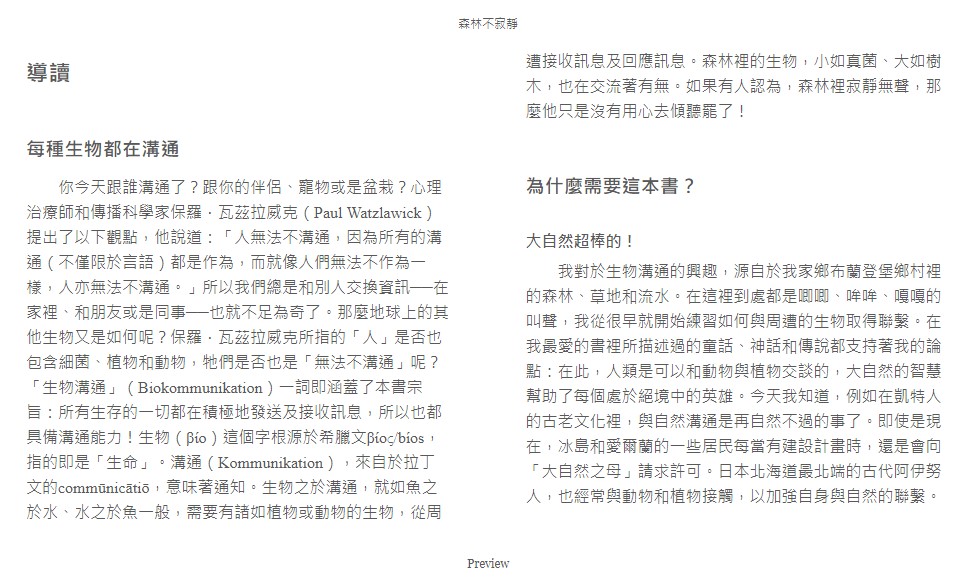 森林不寂靜
導讀
每種生物都在溝通
你今天跟誰溝通了？跟你的伴侶、寵物或是盆栽？心理
治療師和傳播科學家保羅．瓦茲拉威克（Paul Watzlawick）
提出了以下觀點，他說道：「人無法不溝通，因為所有的溝
通（不僅限於言語）都是作為，而就像人們無法不作為一
樣，人亦無法不溝通。」所以我們總是和別人交換資訊──在
家裡、和朋友或是同事──也就不足為奇了。那麼地球上的其
他生物又是如何呢？保羅．瓦茲拉威克所指的「人」是否也
包含細菌、植物和動物，牠們是否也是「無法不溝通」呢？
「生物溝通」（Biokommunikation）一詞即涵蓋了本書宗
旨：所有生存的一切都在積極地發送及接收訊息，所以也都
具備溝通能力！生物（βίο）這個字根源於希臘文βίος/bíos，
指的即是「生命」。溝通（Kommunikation），來自於拉丁
文的commūnicātiō，意味著通知。生物之於溝通，就如魚之
於水、水之於魚一般，需要有諸如植物或動物的生物，從周
遭接收訊息及回應訊息。森林裡的生物，小如真菌、大如樹
木，也在交流著有無。如果有人認為，森林裡寂靜無聲，那
麼他只是沒有用心去傾聽罷了！
為什麼需要這本書？
大自然超棒的！
我對於生物溝通的興趣，源自於我家鄉布蘭登堡鄉村裡
的森林、草地和流水。在這裡到處都是唧唧、哞哞、嘎嘎的
叫聲，我從很早就開始練習如何與周遭的生物取得聯繫。在
我最愛的書裡所描述過的童話、神話和傳說都支持著我的論
點：在此，人類是可以和動物與植物交談的，大自然的智慧
幫助了每個處於絕境中的英雄。今天我知道，例如在凱特人
的古老文化裡，與自然溝通是再自然不過的事了。即使是現
在，冰島和愛爾蘭的一些居民每當有建設計畫時，還是會向
「大自然之母」請求許可。日本北海道最北端的古代阿伊努
人，也經常與動物和植物接觸，以加強自身與自然的聯繫。
Preview